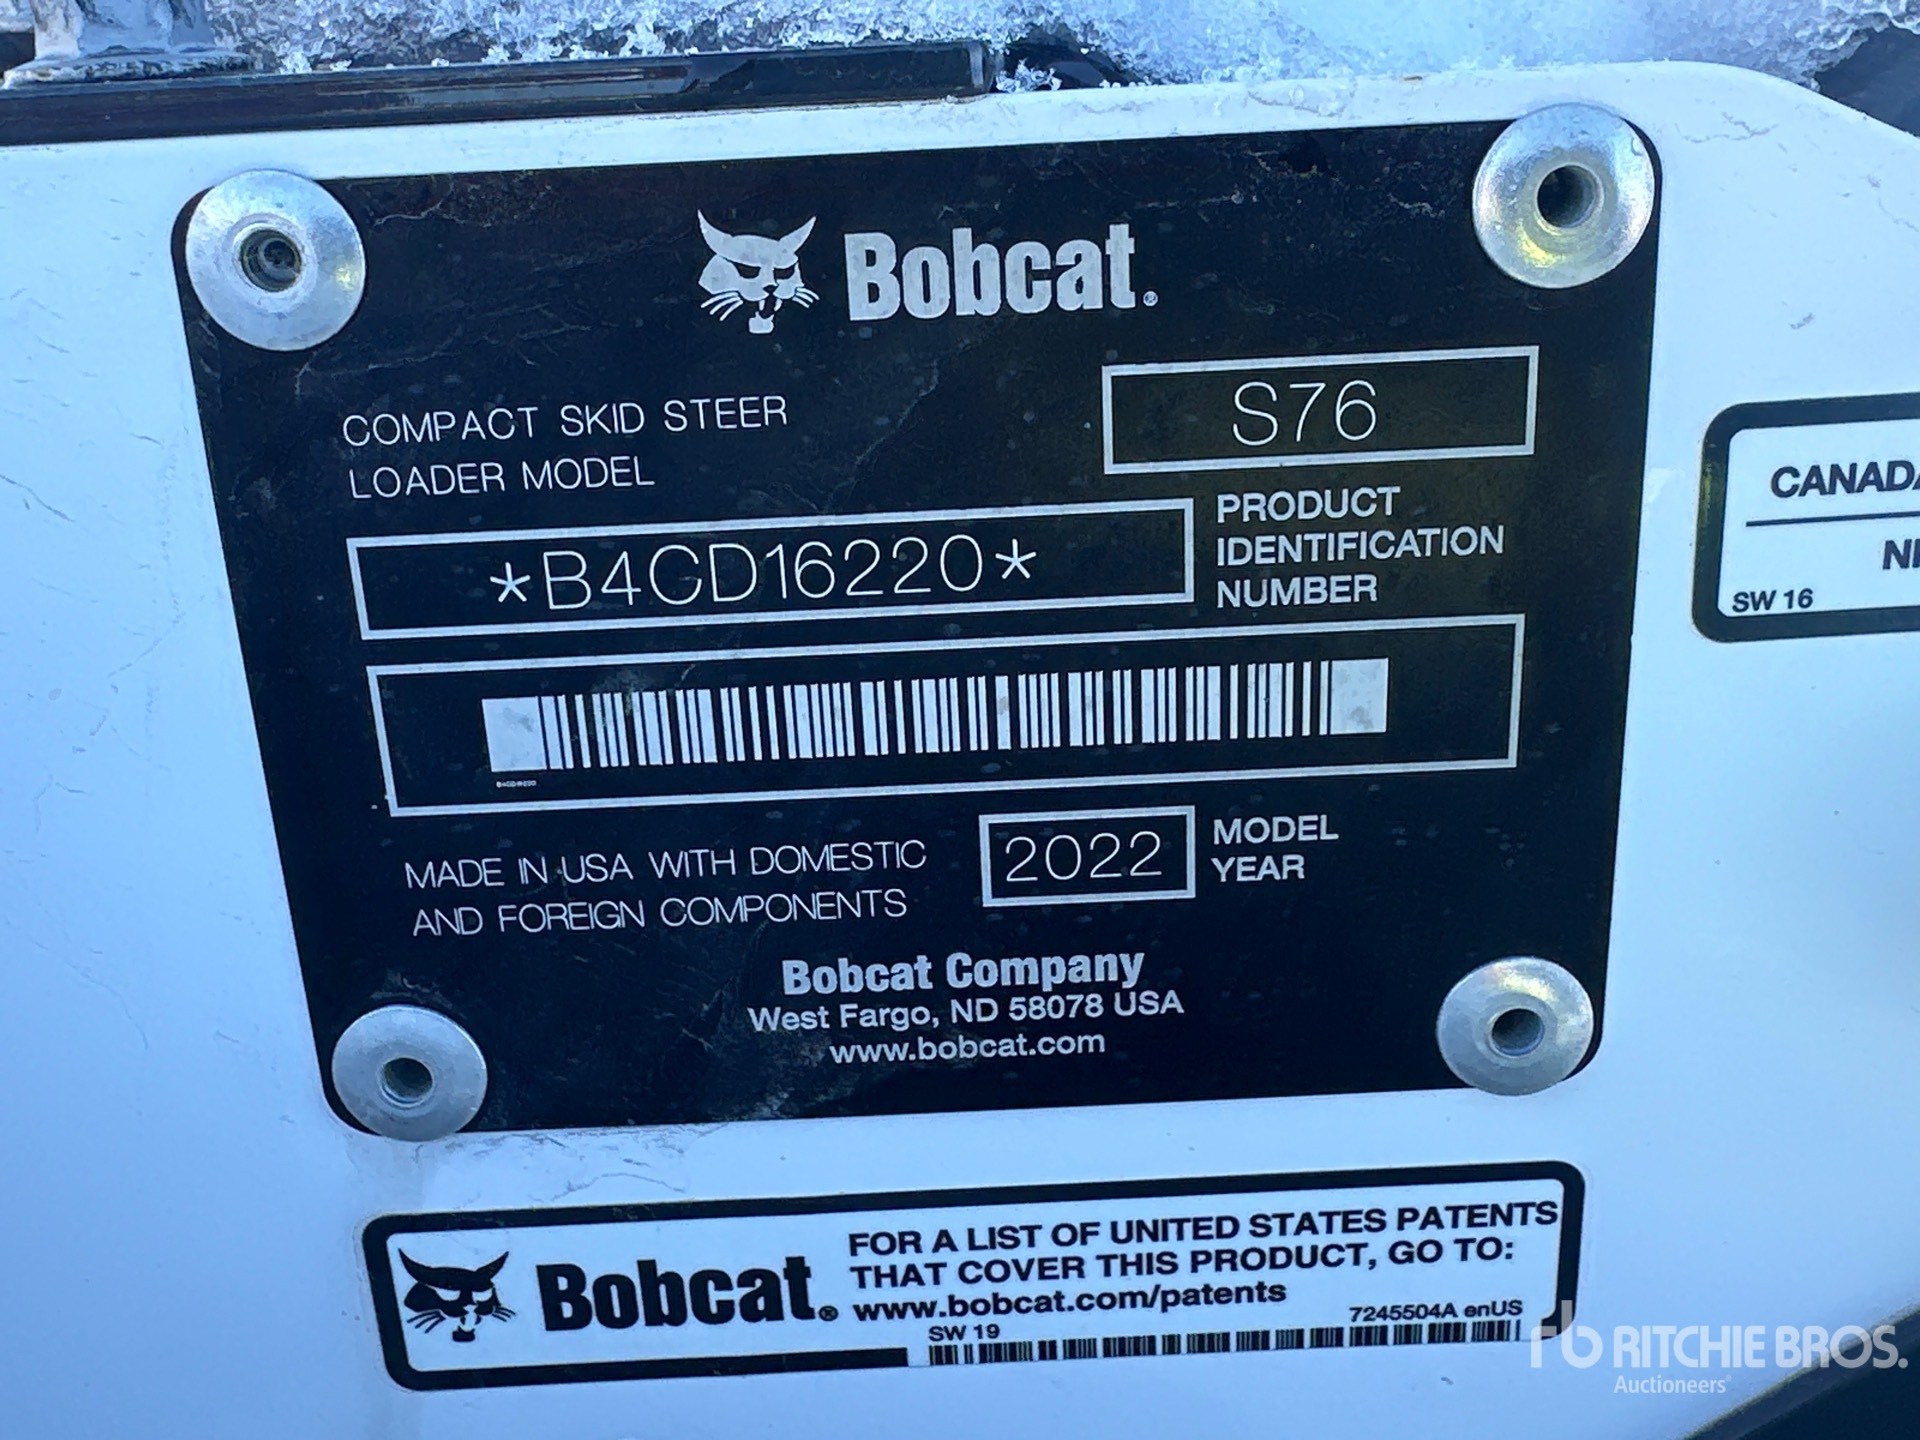 Bobcat®
COMPACT SKID STEER
LOADER MODEL
S76
*B4CD16220*
PRODUCT
IDENTIFICATION
NUMBER
B4CD16220
MADE IN USA WITH DOMESTIC
AND FOREIGN COMPONENTS
2022
MODEL
YEAR
Bobcat Company
West Fargo, ND 58078 USA
www.bobcat.com
CANADA
SW 16
Bobcat®
FOR A LIST OF UNITED STATES PATENTS
THAT COVER THIS PRODUCT, GO TO:
www.bobcat.com/patents
SW 19
7245504A enUS
rb RITCHIE BROS.
Auctioneers